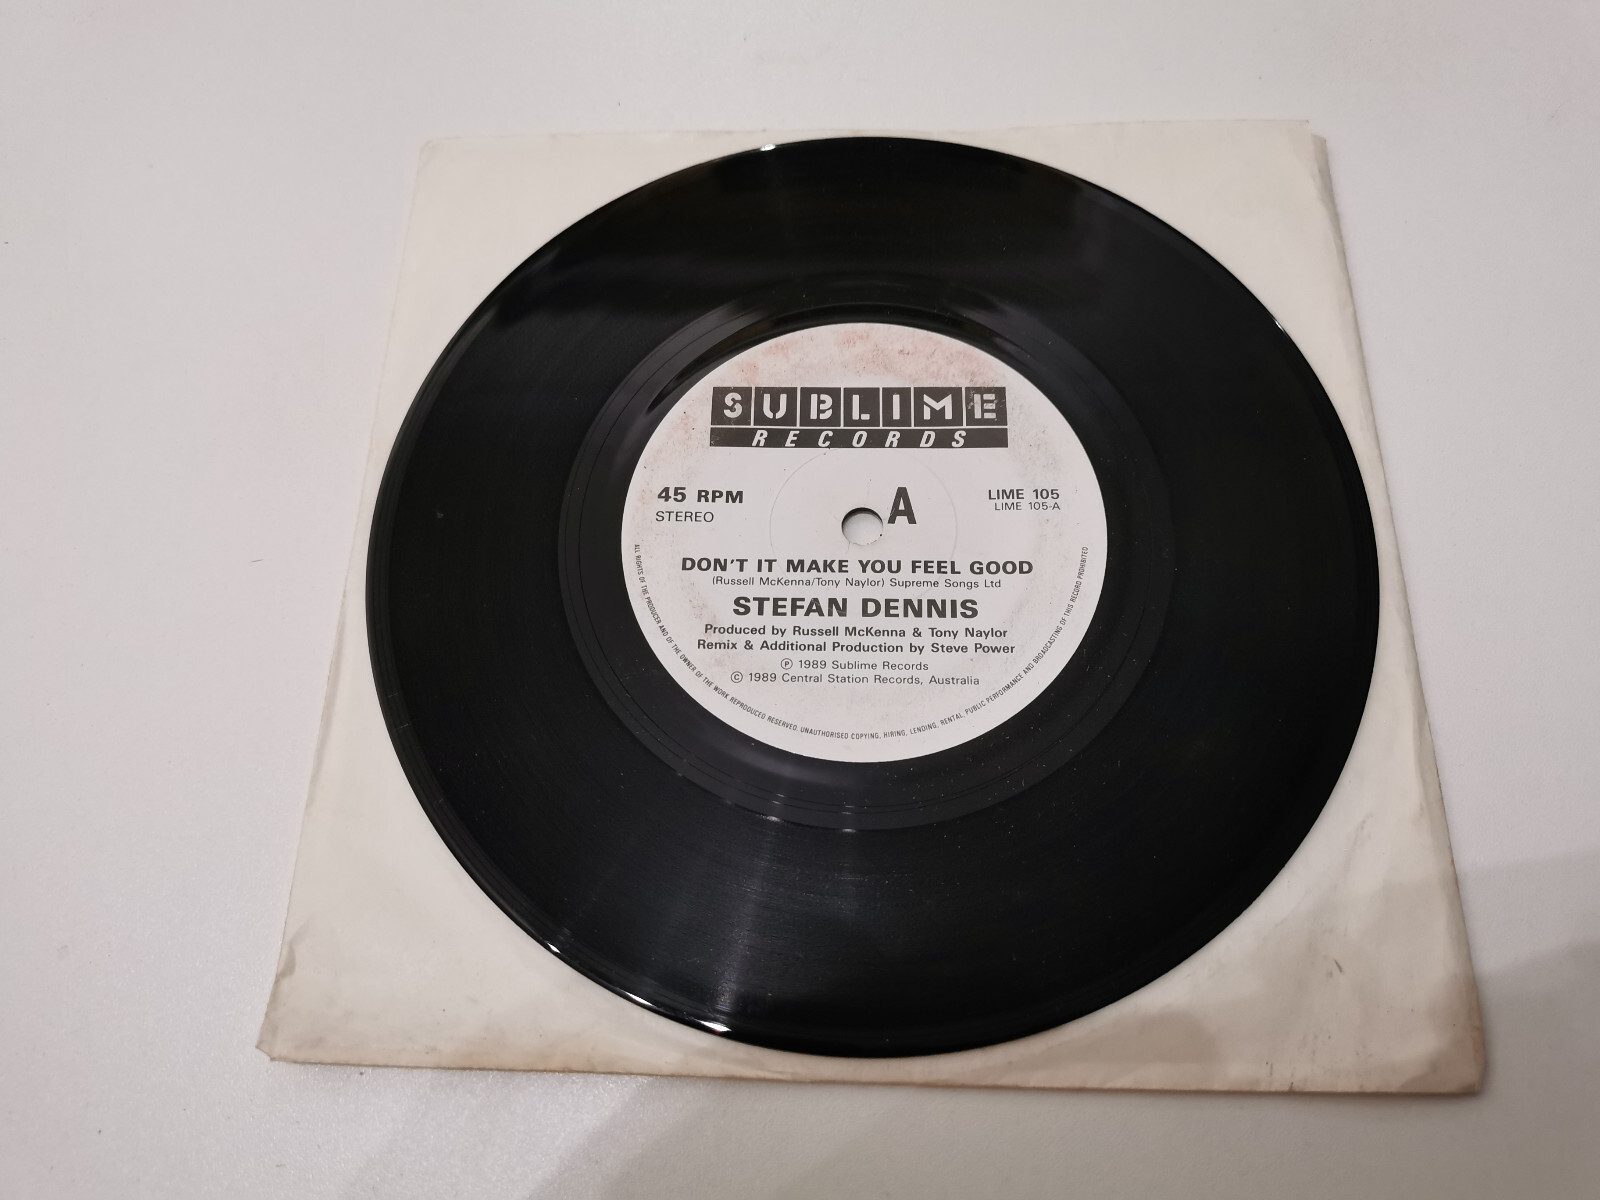 SUBLIME
RECORDS
45 RPM
STEREO
A
LIME 105
LIME 105-A
DON'T IT MAKE YOU FEEL GOOD
(Russell McKenna/Tony Naylor) Supreme Songs Ltd
STEFAN DENNIS
Produced by Russell McKenna & Tony Naylor
Remix & Additional Production by Steve Power
Ⓟ 1989 Sublime Records
© 1989 Central Station Records, Australia
ALL RIGHTS OF THE PRODUCER AND OF THE OWNER OF THE WORK REPRODUCED RESERVED. UNAUTHORISED COPYING, HIRING, LENDING, RENTAL, PUBLIC PERFORMANCE AND BROADCASTING OF THIS RECORD PROHIBITED